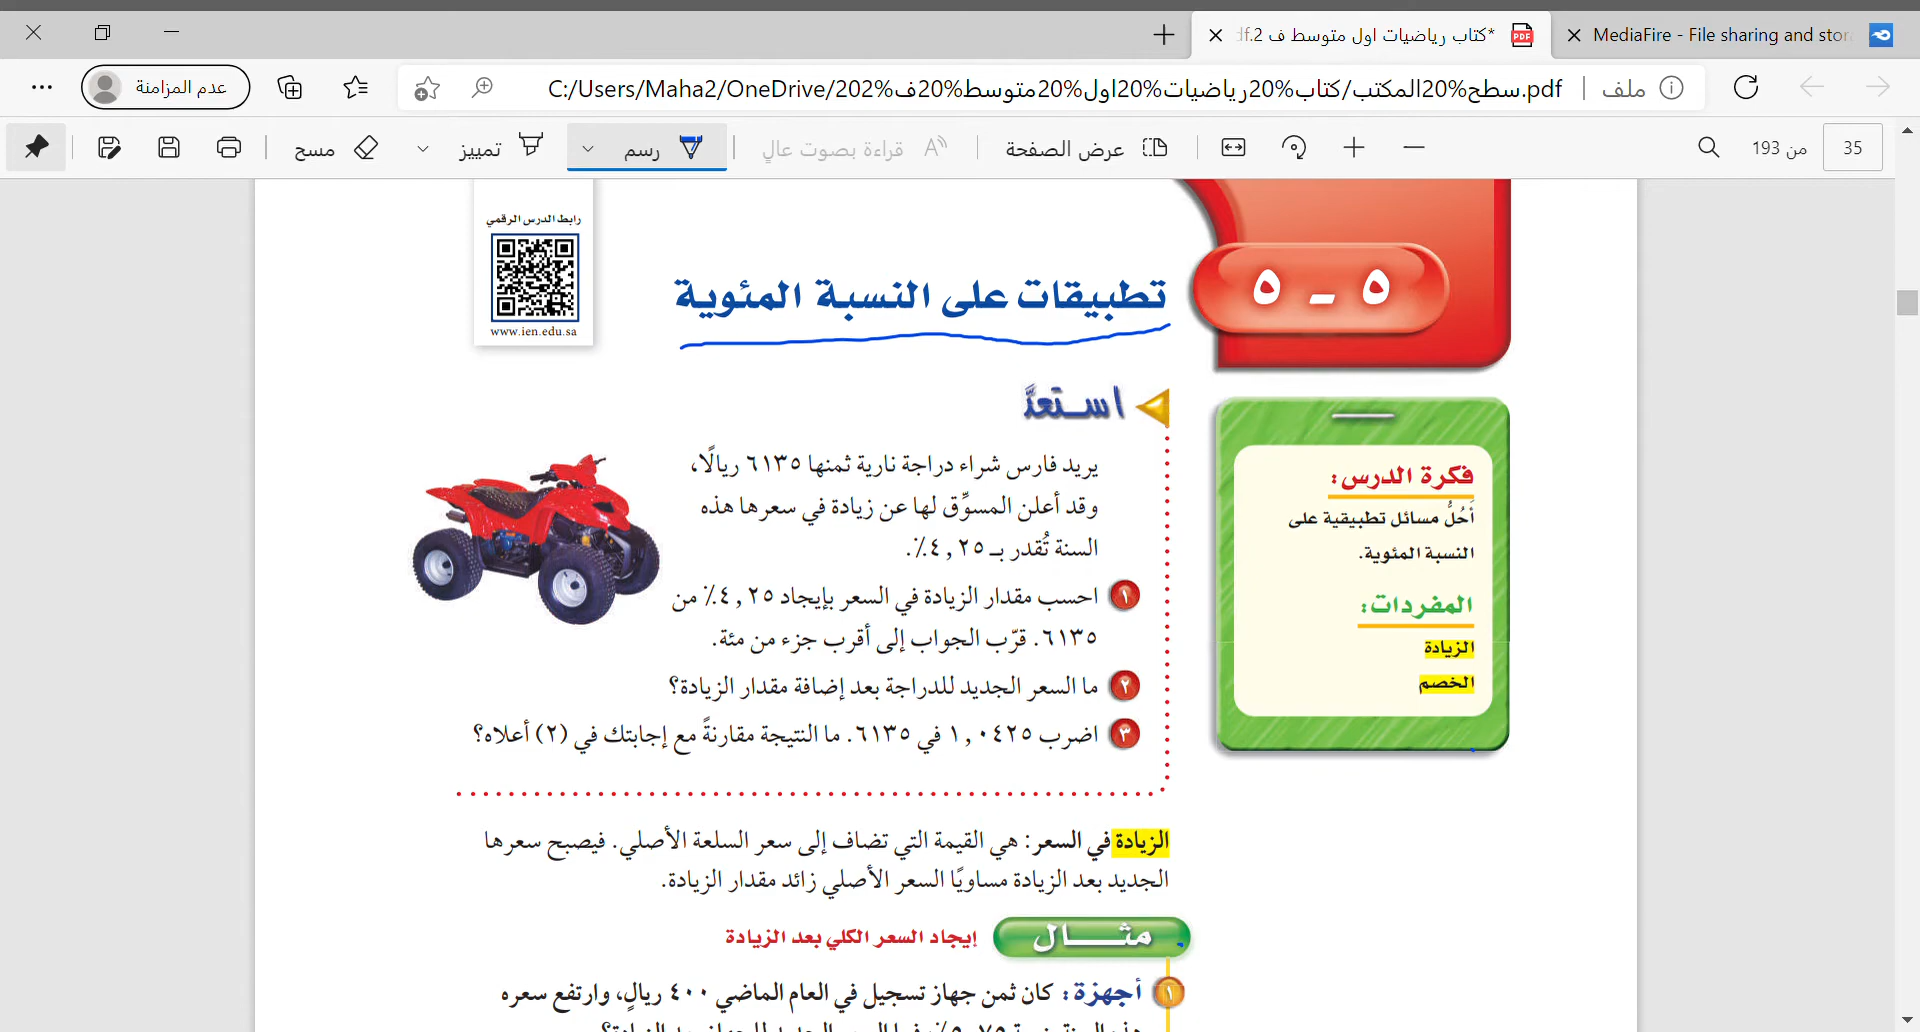 *كتاب رياضيات اول متوسط ف 2.
MediaFire - File sharing and stor
عدم المزامنة
C:/Users/Maha2/OneDrive/سطح%20المكتب/كتاب%20رياضيات%20اول%20متوسط%20ف%202.pdf
ملف
مسح
تمييز
رسم
قراءة بصوت عالٍ
عرض الصفحة
من 193
35
رابط الدرس الرقمي
www.ien.edu.sa
٥ - ٥
تطبيقات على النسبة المئوية
فكرة الدرس:
أَحُلُّ مسائل تطبيقية على
النسبة المئوية.
المفردات:
الزيادة
الخصم
استعدَّ
يريد فارس شراء دراجة نارية ثمنها ٦١٣٥ ريالًا،
وقد أعلن المسوِّق لها عن زيادة في سعرها هذه
السنة تُقدر بـ ٤,٢٥٪.
١ احسب مقدار الزيادة في السعر بإيجاد ٤,٢٥٪ من
٦١٣٥. قرّب الجواب إلى أقرب جزء من مئة.
٢ ما السعر الجديد للدراجة بعد إضافة مقدار الزيادة؟
٣ اضرب ١,٠٤٢٥ في ٦١٣٥. ما النتيجة مقارنةً مع إجابتك في (٢) أعلاه؟
الزيادة في السعر: هي القيمة التي تضاف إلى سعر السلعة الأصلي. فيصبح سعرها
الجديد بعد الزيادة مساويًا السعر الأصلي زائد مقدار الزيادة.
مثـــال إيجاد السعر الكلي بعد الزيادة
١ أجهزة: كان ثمن جهاز تسجيل في العام الماضي ٤٠٠ ريالٍ، وارتفع سعره